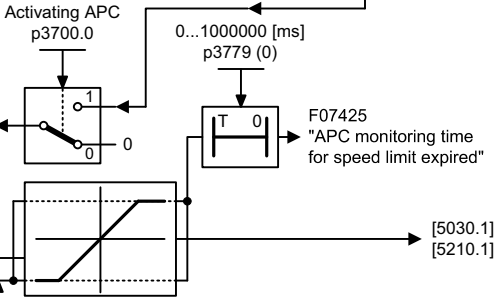 Activating APC
p3700.0
0...1000000 [ms]
p3779 (0)
1
0
0
T 0
F07425
"APC monitoring time
for speed limit expired"
[5030.1]
[5210.1]